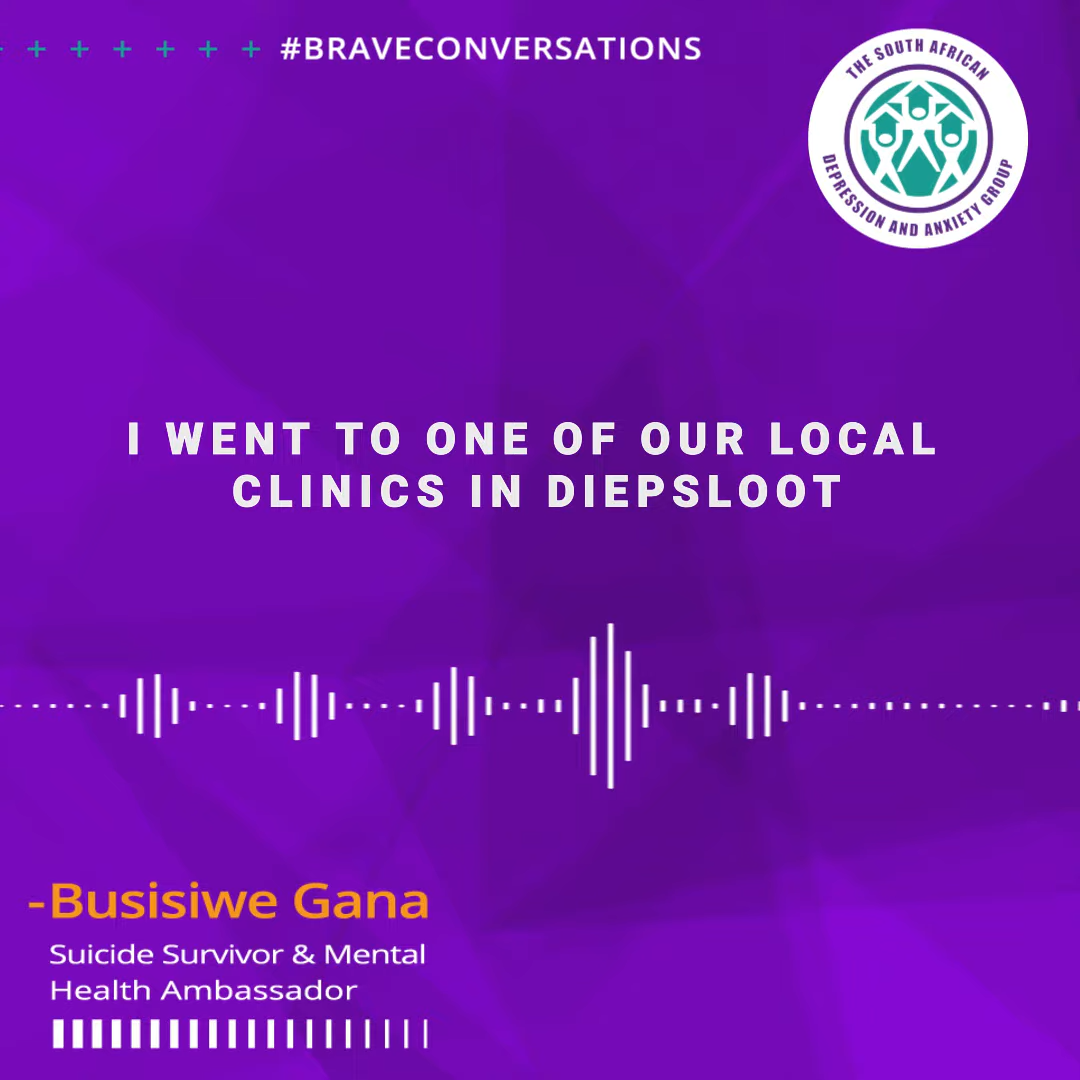 #BRAVECONVERSATIONS
THE SOUTH AFRICAN
DEPRESSION AND ANXIETY GROUP
I WENT TO ONE OF OUR LOCAL
CLINICS IN DIEPSLOOT
-Busisiwe Gana
Suicide Survivor & Mental
Health Ambassador